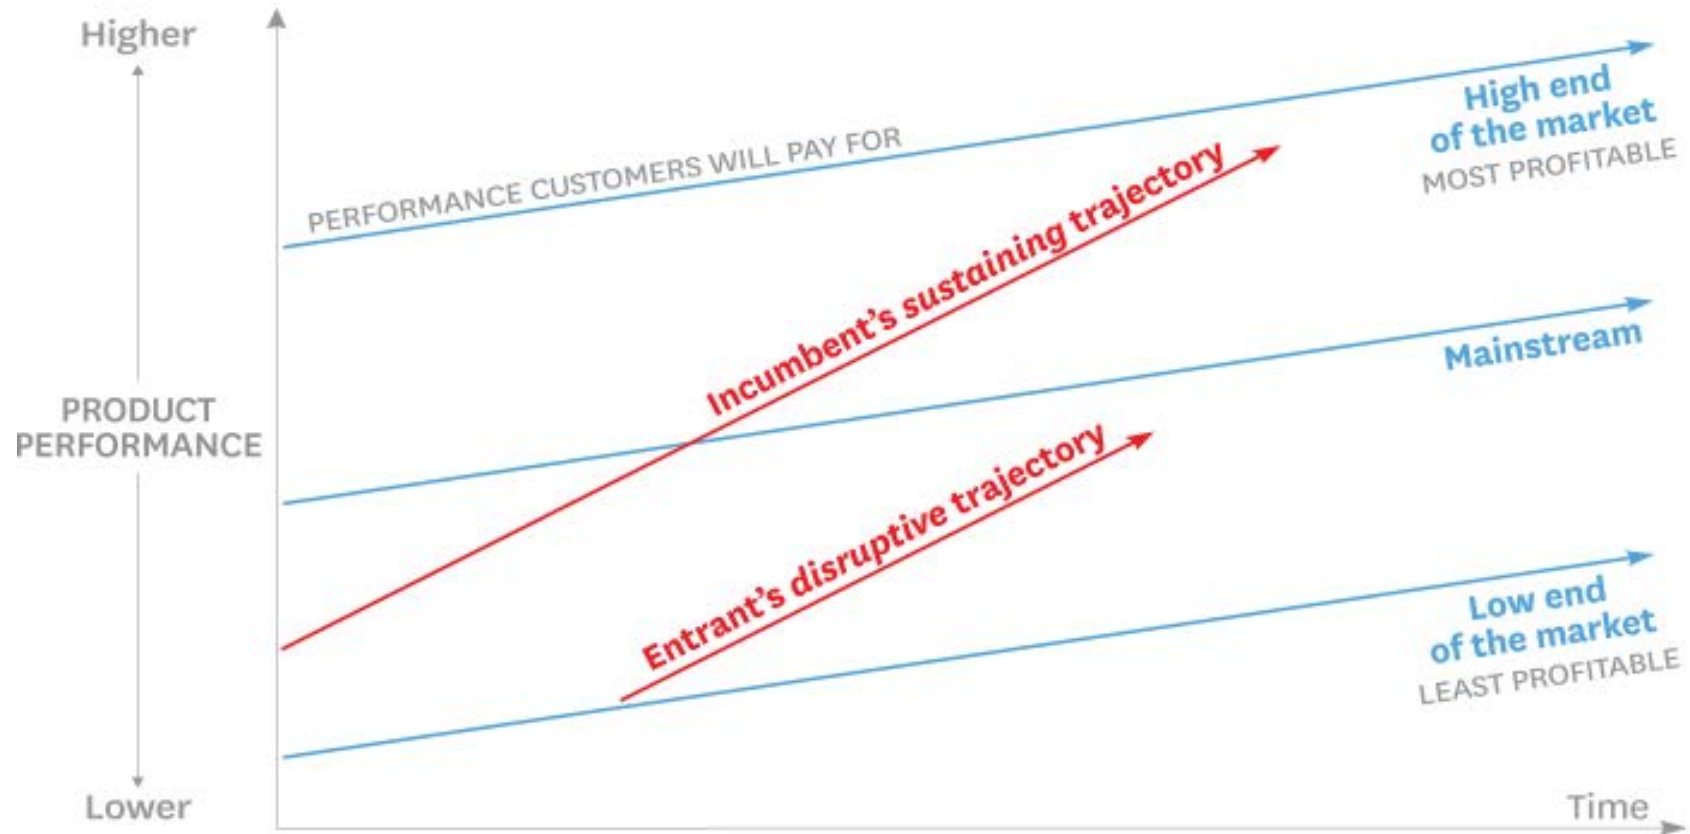 Higher
PERFORMANCE CUSTOMERS WILL PAY FOR
High end
of the market
MOST PROFITABLE
Incumbent’s sustaining trajectory
Mainstream
PRODUCT
PERFORMANCE
Entrant’s disruptive trajectory
Low end
of the market
LEAST PROFITABLE
Lower
Time